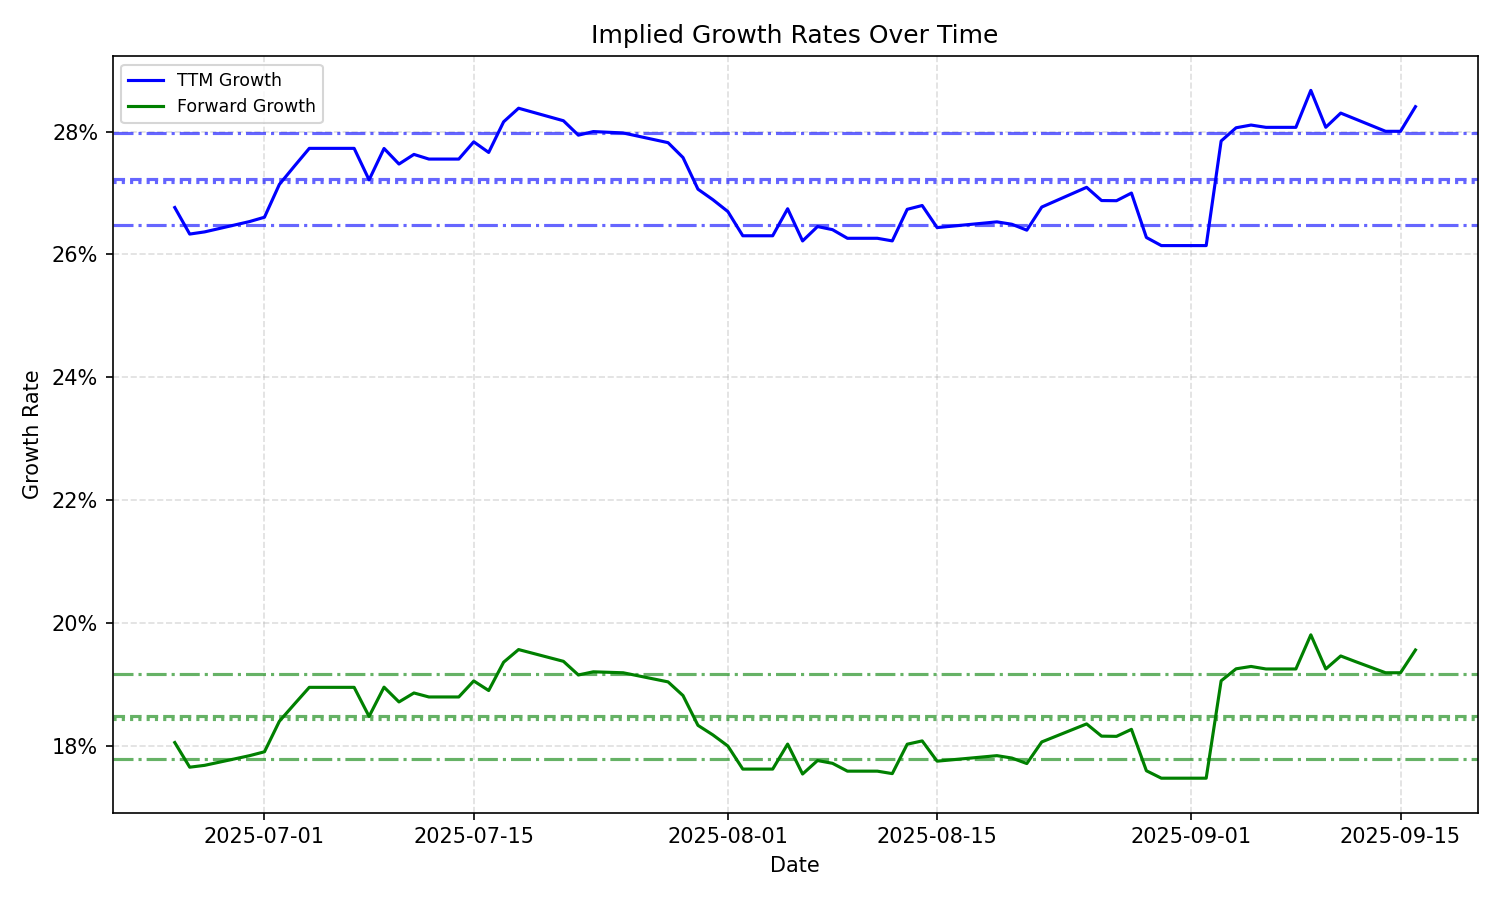 Implied Growth Rates Over Time
TTM Growth
Forward Growth
28%
26%
24%
22%
20%
18%
Growth Rate
2025-07-01
2025-07-15
2025-08-01
2025-08-15
2025-09-01
2025-09-15
Date